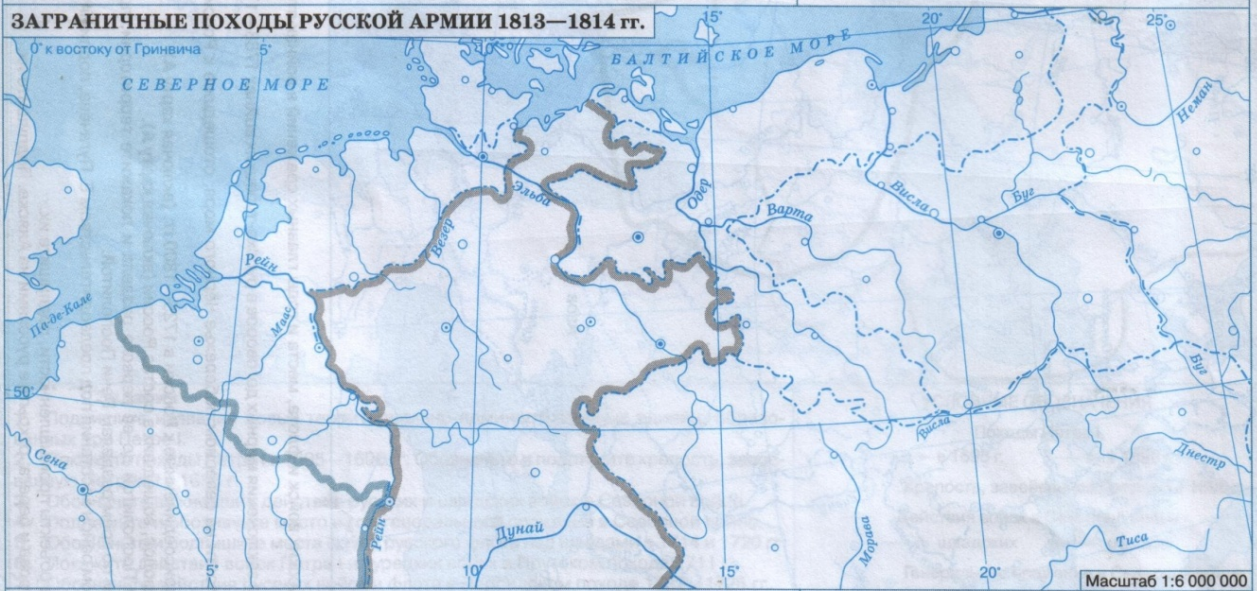 ЗАГРАНИЧНЫЕ ПОХОДЫ РУССКОЙ АРМИИ 1813—1814 гг.
15°
20°
25°
0° к востоку от Гринвича
5°
10°
БАЛТИЙСКОЕ МОРЕ
СЕВЕРНОЕ МОРЕ
Неман
Эльба
Одер
Висла
Буг
Варта
Везер
Рейн
Па-де-Кале
Маас
Буг
50°
Висла
Днестр
Сена
Рейн
Дунай
Морава
Тиса
15°
20°
Масштаб 1:6 000 000